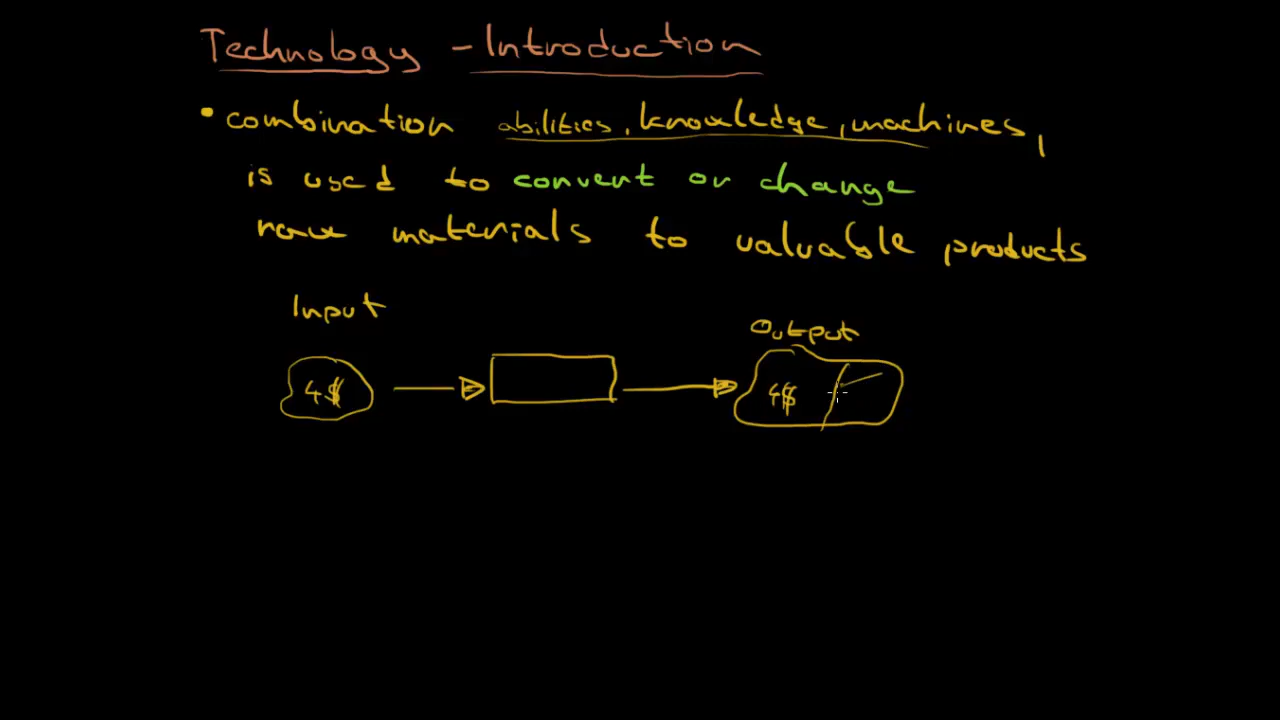 Technology - Introduction
• combination abilities, knowledge, machines,
is used to convert or change
raw materials to valuable products
Input
Output
4$
4$